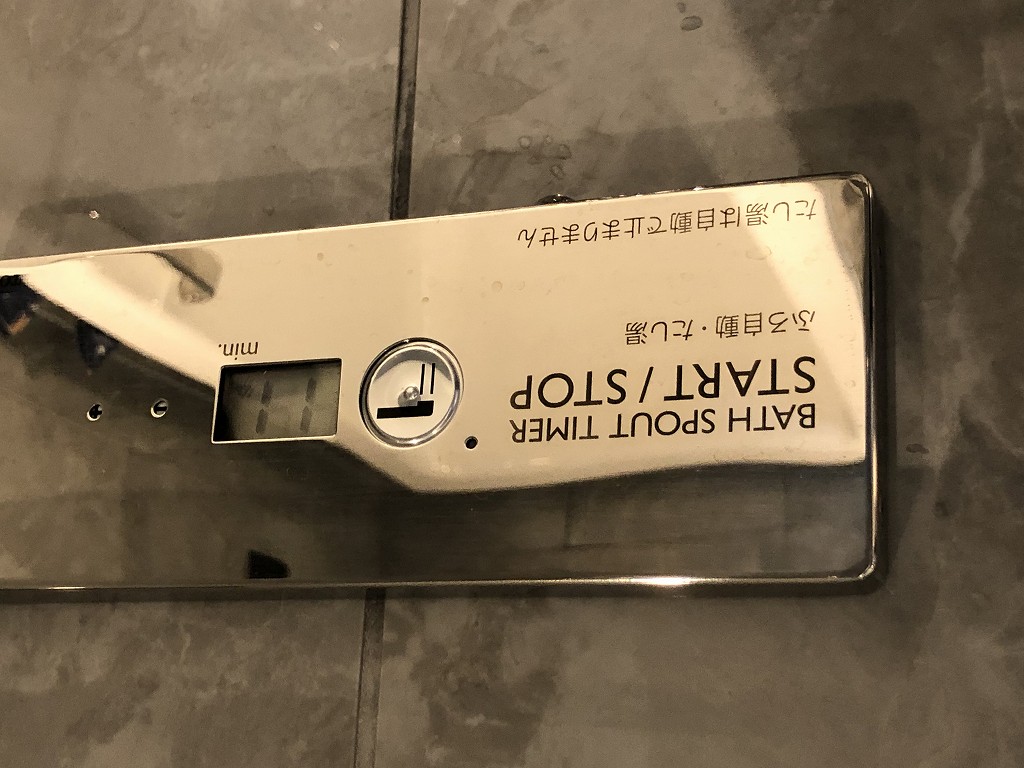 BATH SPOUT TIMER
START / STOP
ふろ自動・たし湯
たし湯は自動で止まりません
min.